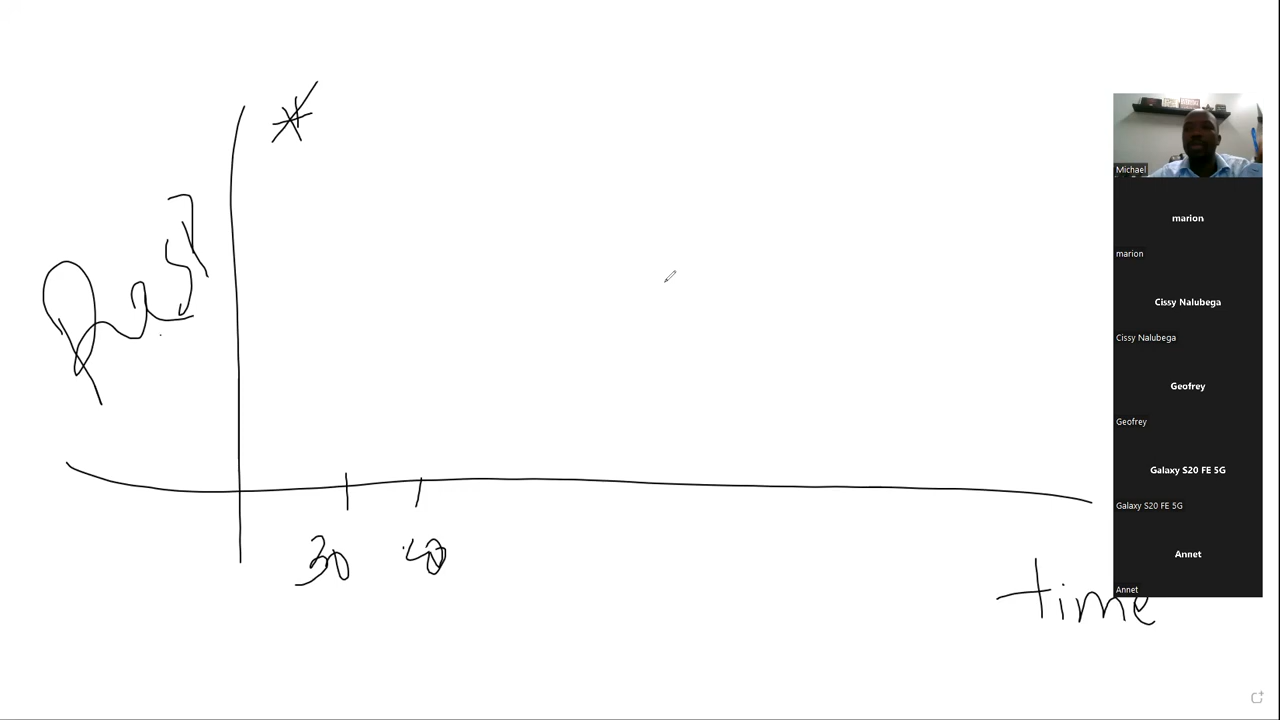 30 40
time
Michael
marion
marion
Cissy Nalubega
Cissy Nalubega
Geofrey
Geofrey
Galaxy S20 FE 5G
Galaxy S20 FE 5G
Annet
Annet